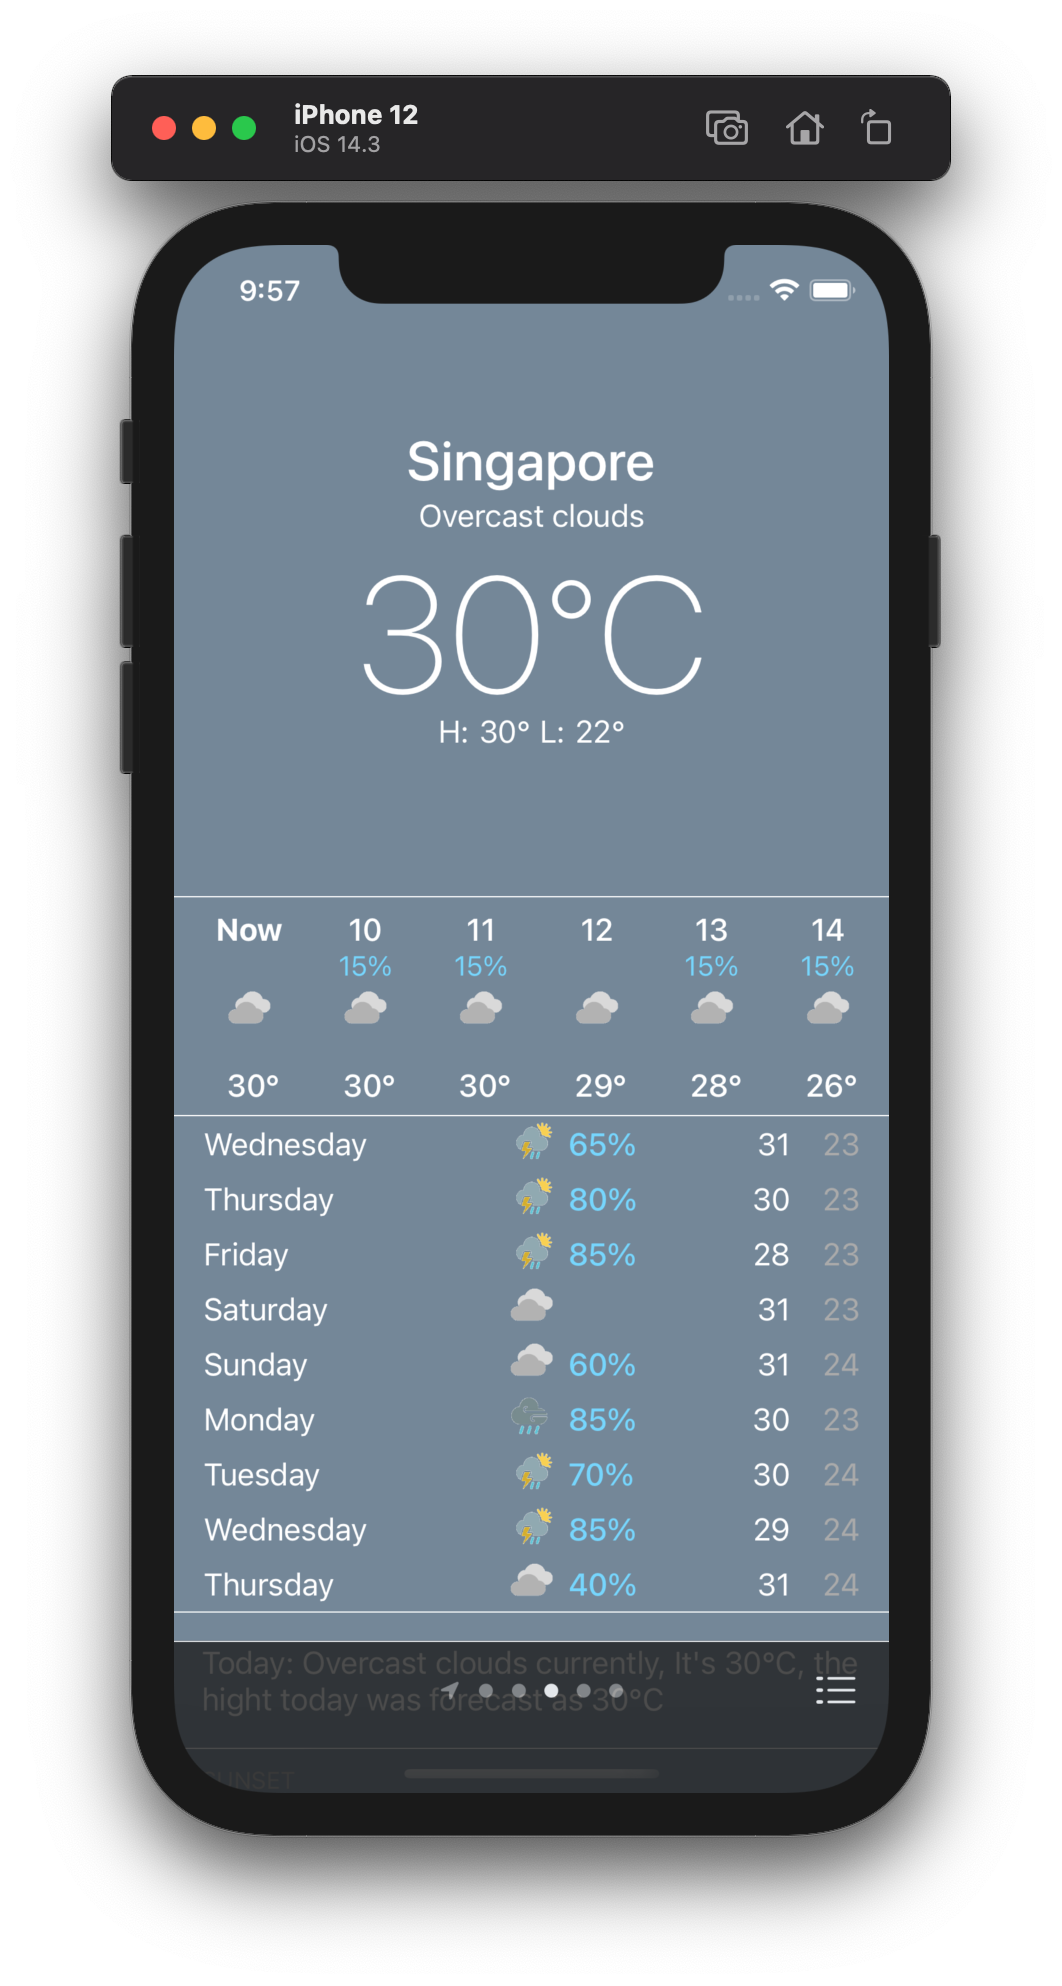 iPhone 12
iOS 14.3
9:57
Singapore
Overcast clouds
30°C
H: 30° L: 22°
Now 10 11 12 13 14
15% 15% 15% 15%
30° 30° 30° 29° 28° 26°
Wednesday 65% 31 23
Thursday 80% 30 23
Friday 85% 28 23
Saturday 31 23
Sunday 60% 31 24
Monday 85% 30 23
Tuesday 70% 30 24
Wednesday 85% 29 24
Thursday 40% 31 24
Today: Overcast clouds currently, It's 30°C, the
hight today was forecast as 30°C
SUNSET